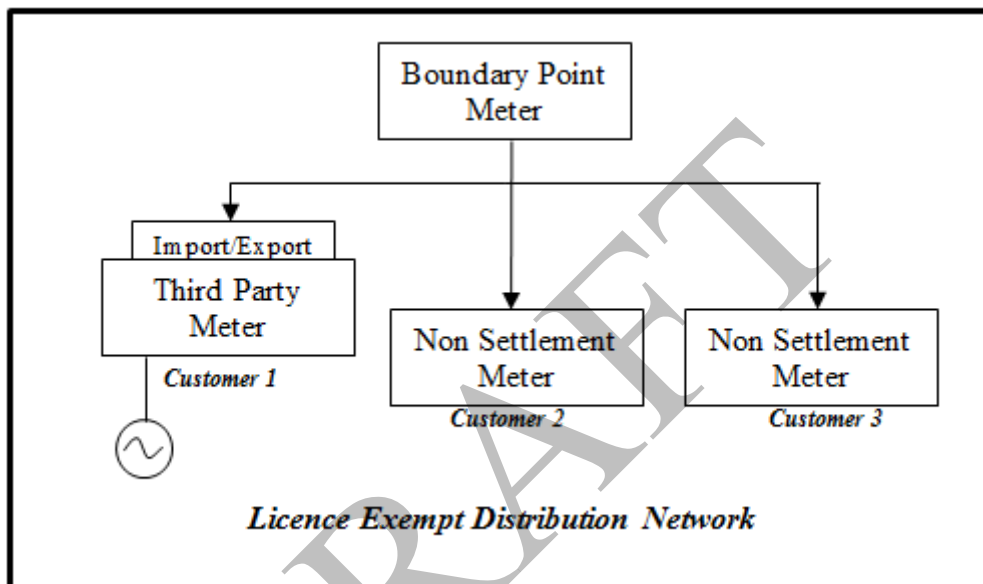 Boundary Point
Meter
Import/Export
Third Party
Meter
Customer 1
Non Settlement
Meter
Customer 2
Non Settlement
Meter
Customer 3
Licence Exempt Distribution Network
DRAFT